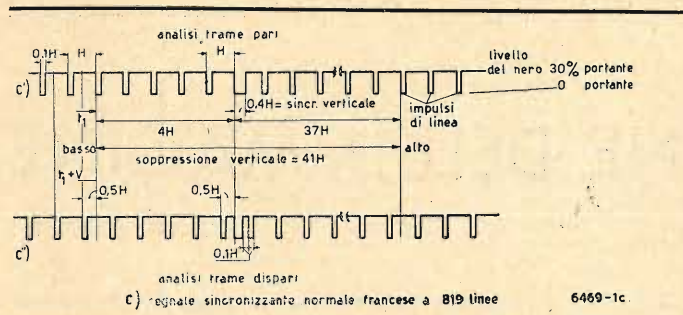 analisi trame pari
0.1H
H
H
livello
del nero 30% portante
0 portante
c')
0.4H = sincr. verticale
impulsi
di linea
t₁
4H
37H
basso
alto
soppressione verticale = 41H
t₁+V
0,5H
0,5H
c")
0.1H
analisi trame dispari
C) segnale sincronizzante normale francese a 819 linee
6469-1c.